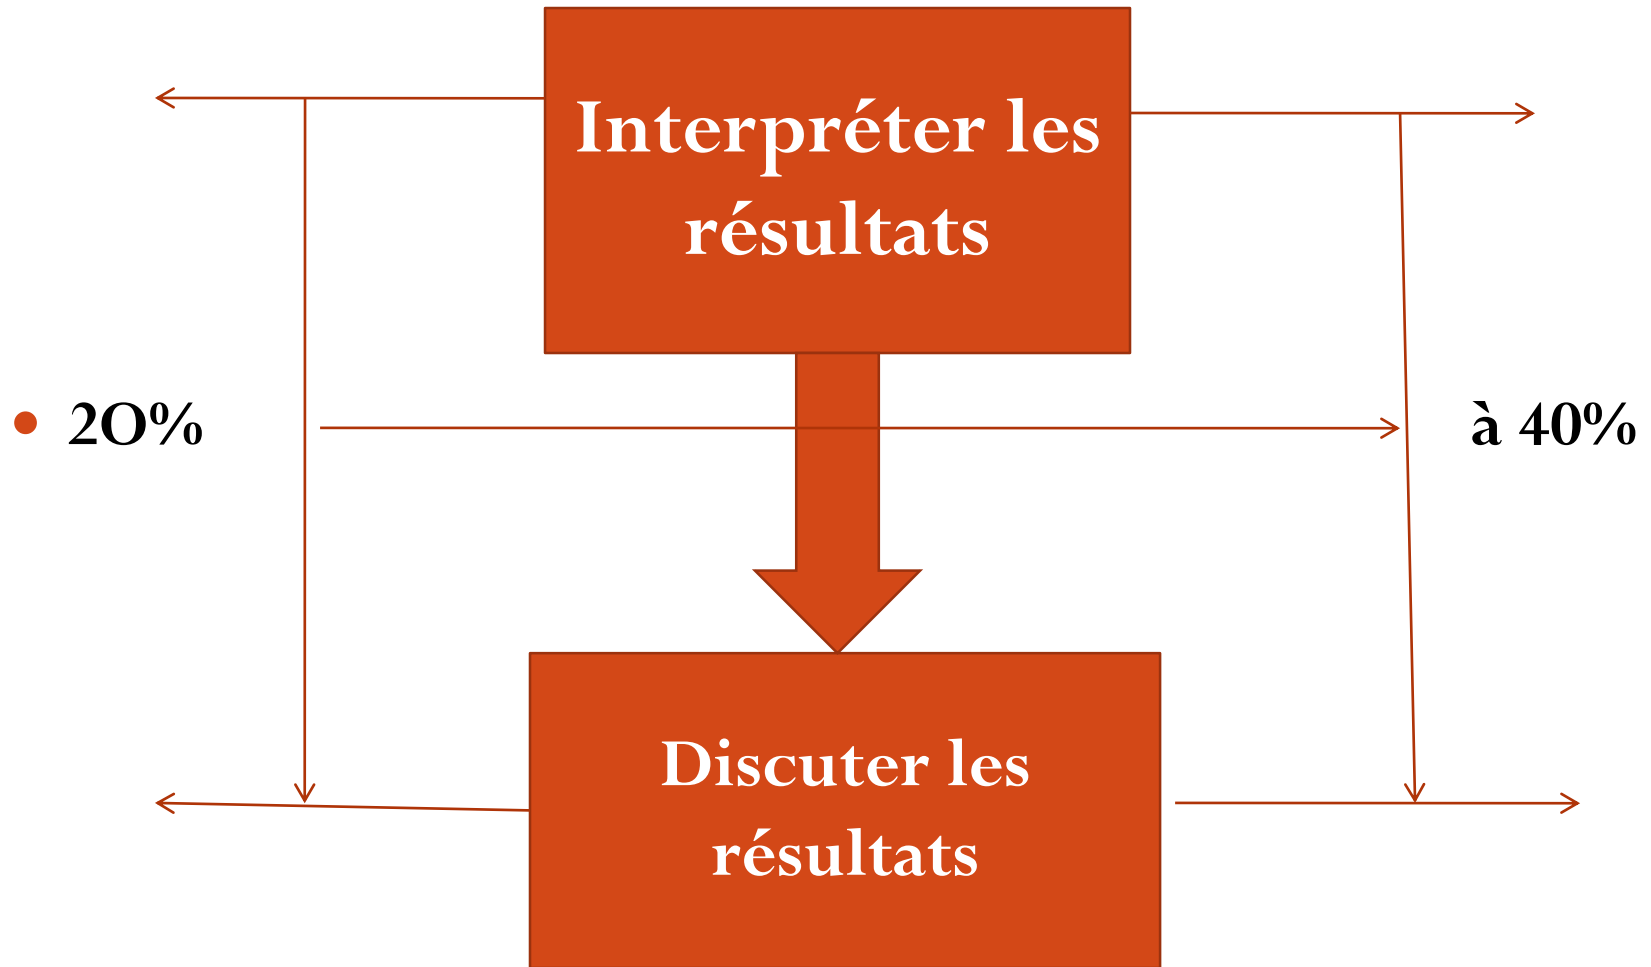 Interpréter les
résultats
• 2O%
à 40%
Discuter les
résultats